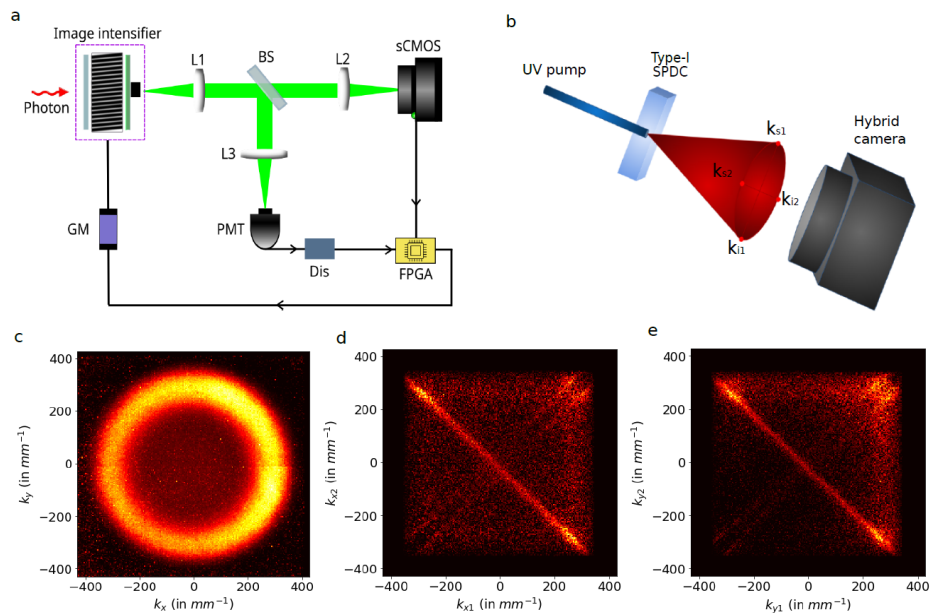 a
Image intensifier
Photon
L1
BS
L2
sCMOS
L3
GM
PMT
Dis
FPGA
b
UV pump
Type-I
SPDC
Hybrid
camera
ks1
ks2
ki2
ki1
c
400
200
0
−200
−400
ky (in mm−1)
−400 −200 0 200 400
kx (in mm−1)
d
400
200
0
−200
−400
kx2 (in mm−1)
−400 −200 0 200 400
kx1 (in mm−1)
e
400
200
0
−200
−400
ky2 (in mm−1)
−400 −200 0 200 400
ky1 (in mm−1)